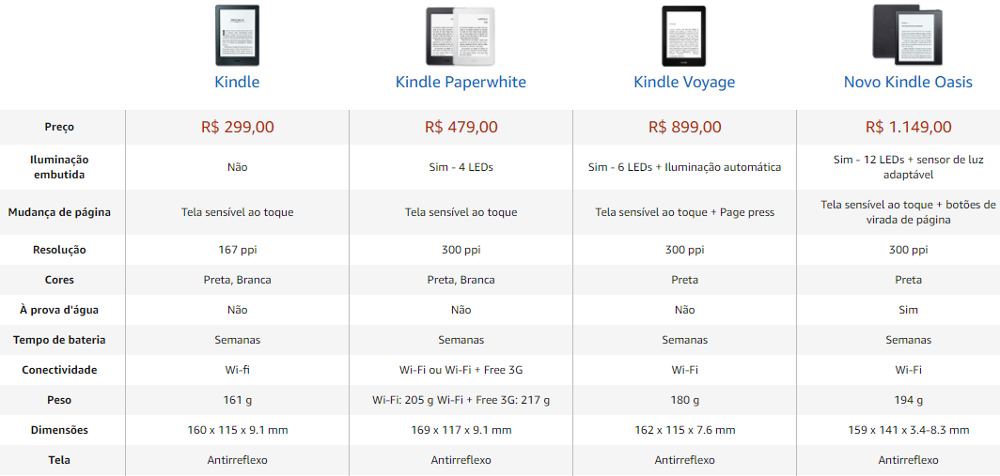 Kindle Kindle Paperwhite Kindle Voyage Novo Kindle Oasis
Preço R$ 299,00 R$ 479,00 R$ 899,00 R$ 1.149,00
Iluminação embutida Não Sim - 4 LEDs Sim - 6 LEDs + Iluminação automática Sim - 12 LEDs + sensor de luz adaptável
Mudança de página Tela sensível ao toque Tela sensível ao toque Tela sensível ao toque + Page press Tela sensível ao toque + botões de virada de página
Resolução 167 ppi 300 ppi 300 ppi 300 ppi
Cores Preta, Branca Preta, Branca Preta Preta
À prova d'água Não Não Não Sim
Tempo de bateria Semanas Semanas Semanas Semanas
Conectividade Wi-fi Wi-Fi ou Wi-Fi + Free 3G Wi-Fi Wi-Fi
Peso 161 g Wi-Fi: 205 g Wi-Fi + Free 3G: 217 g 180 g 194 g
Dimensões 160 x 115 x 9.1 mm 169 x 117 x 9.1 mm 162 x 115 x 7.6 mm 159 x 141 x 3.4-8.3 mm
Tela Antirreflexo Antirreflexo Antirreflexo Antirreflexo